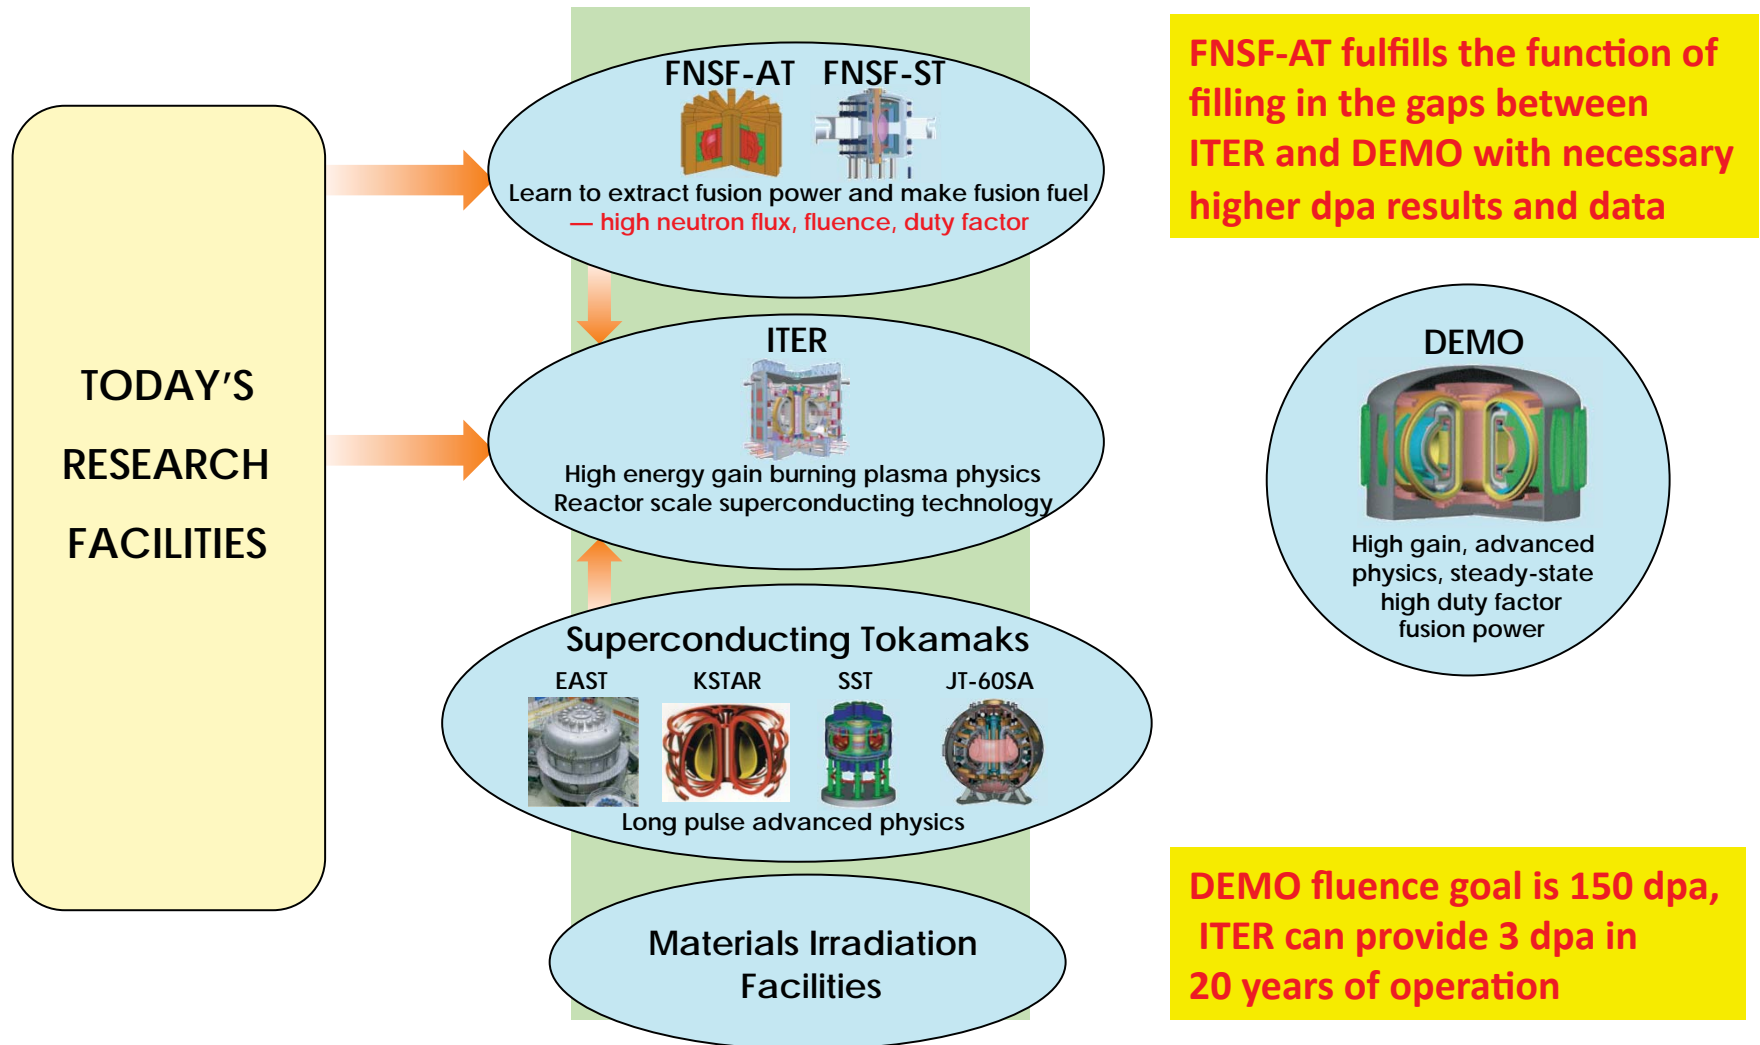 TODAY'S
RESEARCH
FACILITIES
FNSF-AT FNSF-ST
Learn to extract fusion power and make fusion fuel
— high neutron flux, fluence, duty factor
ITER
High energy gain burning plasma physics
Reactor scale superconducting technology
Superconducting Tokamaks
EAST KSTAR SST JT-60SA
Long pulse advanced physics
Materials Irradiation
Facilities
FNSF-AT fulfills the function of
filling in the gaps between
ITER and DEMO with necessary
higher dpa results and data
DEMO
High gain, advanced
physics, steady-state
high duty factor
fusion power
DEMO fluence goal is 150 dpa,
ITER can provide 3 dpa in
20 years of operation